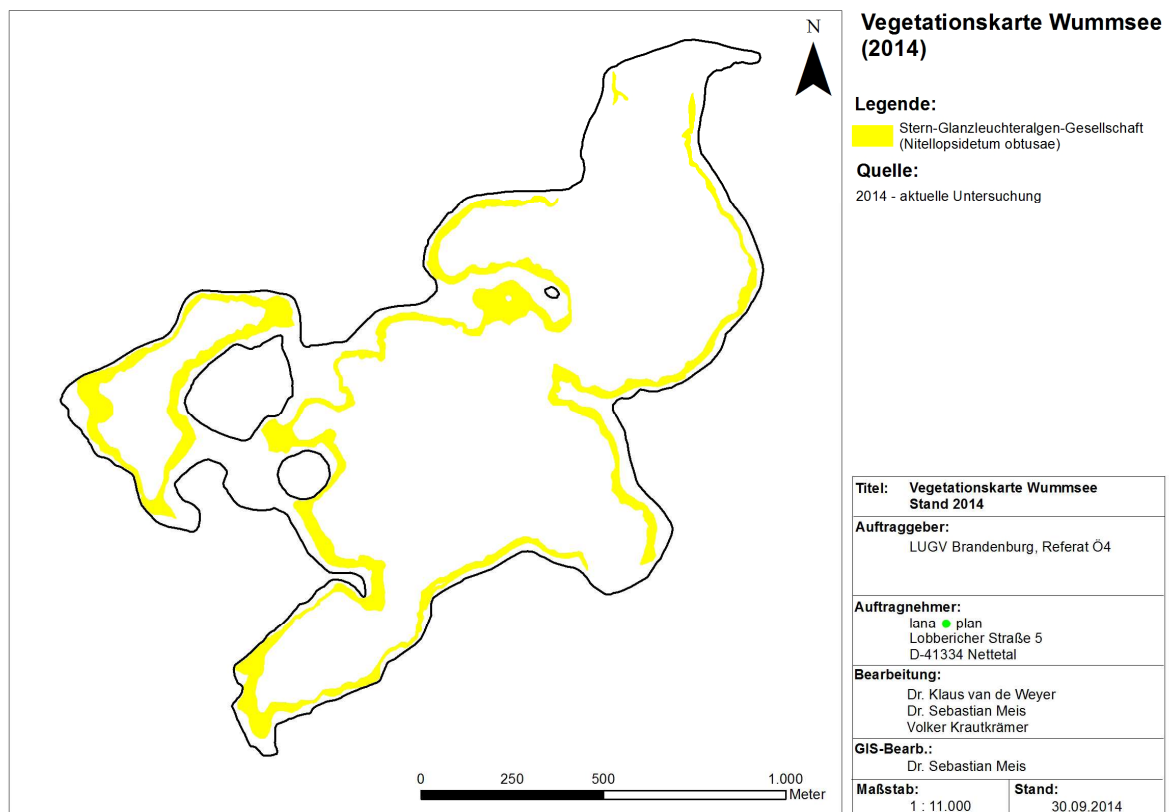 N
0
250
500
1.000
Meter
Vegetationskarte Wummsee
(2014)
Legende:
Stern-Glanzleuchteralgen-Gesellschaft
(Nitellopsidetum obtusae)
Quelle:
2014 - aktuelle Untersuchung
Titel: Vegetationskarte Wummsee
Stand 2014
Auftraggeber:
LUGV Brandenburg, Referat Ö4
Auftragnehmer:
lana ● plan
Lobbericher Straße 5
D-41334 Nettetal
Bearbeitung:
Dr. Klaus van de Weyer
Dr. Sebastian Meis
Volker Krautkrämer
GIS-Bearb.:
Dr. Sebastian Meis
Maßstab:
1 : 11.000
Stand:
30.09.2014